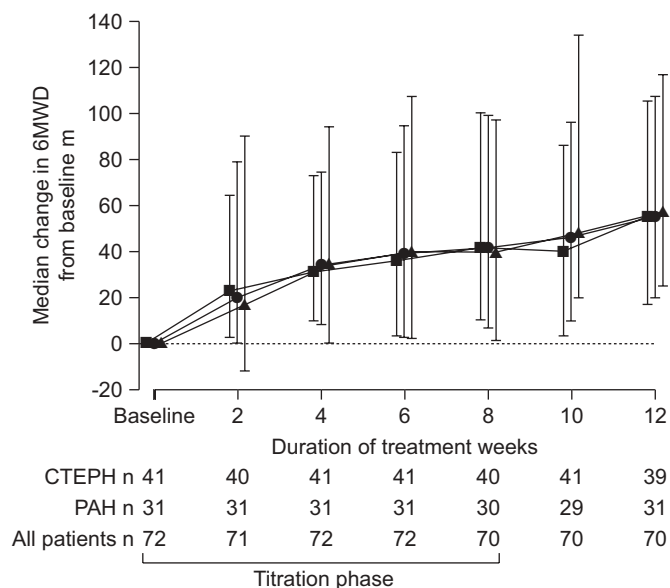 140
120
100
80
60
40
20
0
-20
Median change in 6MWD
from baseline m
Baseline 2 4 6 8 10 12
Duration of treatment weeks
CTEPH n 41 40 41 41 40 41 39
PAH n 31 31 31 31 30 29 31
All patients n 72 71 72 72 70 70 70
Titration phase